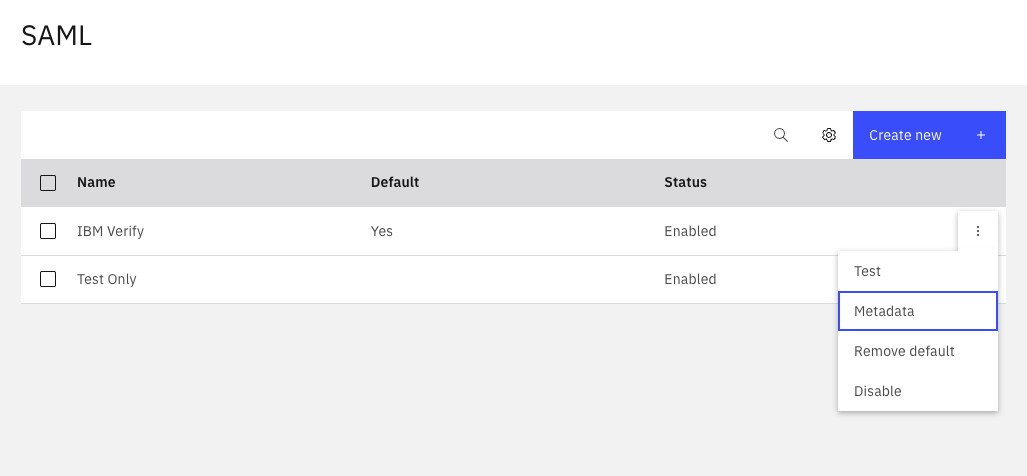 SAML
Create new +
Name Default Status
IBM Verify Yes Enabled
Test Only Enabled
Test
Metadata
Remove default
Disable